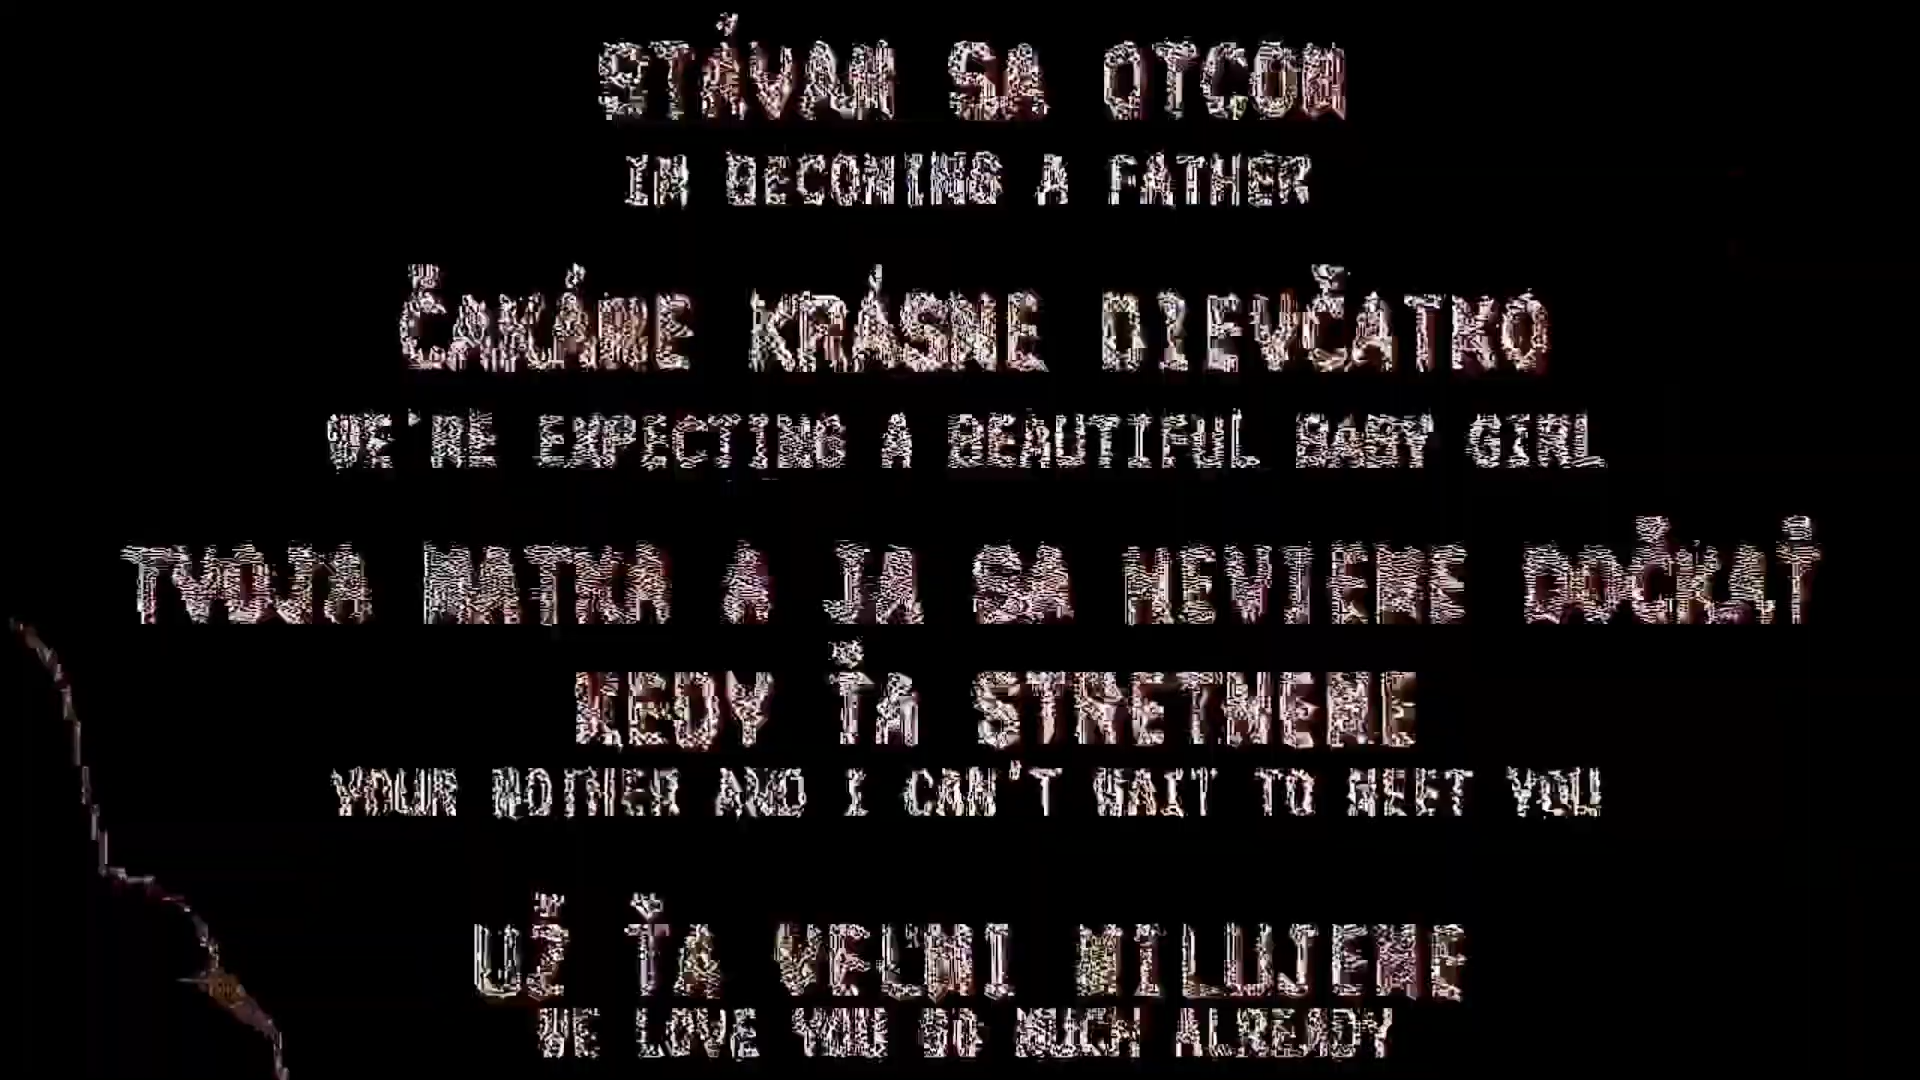 STÁVAM SA OTCOM
IM BECOMING A FATHER
ČAKÁME KRÁSNE DIEVČATKO
WE'RE EXPECTING A BEAUTIFUL BABY GIRL
TVOJA MATKA A JA SA NEVIEME DOČKAŤ
KEDY ŤA STRETNEME
YOUR MOTHER AND I CAN'T WAIT TO MEET YOU
UŽ ŤA VEĽMI MILUJEME
WE LOVE YOU SO MUCH ALREADY